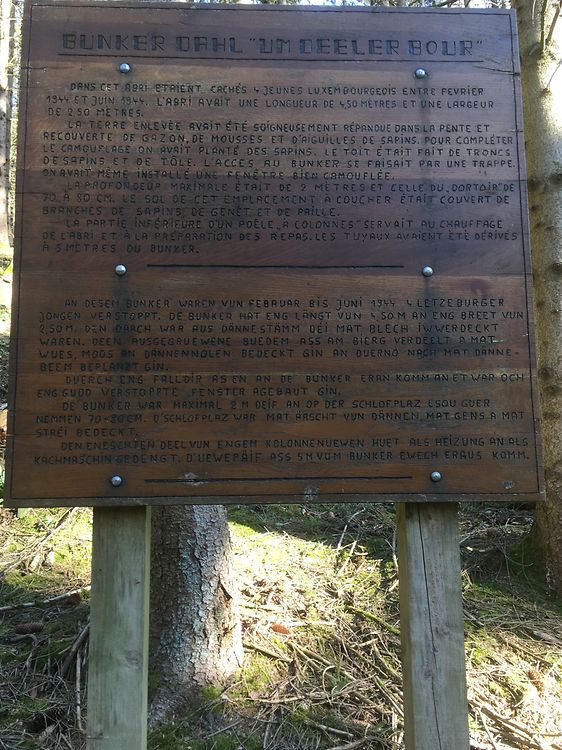 BUNKER DAHL "UM DEELER BOUR"
DANS CET ABRI ÉTAIENT CACHÉS 4 JEUNES LUXEMBOURGEOIS ENTRE FEVRIER
1944 ET JUIN 1944. L'ABRI AVAIT UNE LONGUEUR DE 4,50 MÈTRES ET UNE LARGEUR
DE 2,50 MÈTRES.
LA TERRE ENLEVÉE AVAIT ÉTÉ SOIGNEUSEMENT RÉPANDUE DANS LA PENTE ET
RECOUVERTE DE GAZON, DE MOUSSES ET D'AIGUILLES DE SAPINS. POUR COMPLÉTER
LE CAMOUFLAGE ON AVAIT PLANTÉ DES SAPINS. LE TOIT ÉTAIT FAIT DE TRONCS
DE SAPINS ET DE TÔLE. L'ACCÈS AU BUNKER SE FAISAIT PAR UNE TRAPPE.
ON AVAIT MÊME INSTALLÉ UNE FENÊTRE BIEN CAMOUFLÉE.
LA PROFONDEUR MAXIMALE ÉTAIT DE 2 MÈTRES ET CELLE DU "DORTOIR" DE
70 À 80 CM. LE SOL DE CET EMPLACEMENT À COUCHER ÉTAIT COUVERT DE
BRANCHES DE SAPINS, DE GENÊT ET DE PAILLE.
LA PARTIE INFÉRIEURE D'UN POÊLE "À COLONNES" SERVAIT AU CHAUFFAGE
DE L'ABRI ET À LA PRÉPARATION DES REPAS. LES TUYAUX AVAIENT ÉTÉ DÉRIVÉS
À 5 MÈTRES DU BUNKER.
AN DESEM BUNKER WAREN VUN FEBRUAR BIS JUNI 1944 4 LETZEBURGER
JONGEN VERSTOPPT. DE BUNKER HAT ENG LÄNGT VUN 4,50M AN ENG BREET VUN
2,50M. DEN DAACH WAR AUS DÄNNESTÄMM DÉI MAT BLECH IWWERDECKT
WAREN. DEEN AUSGEGRUEWENE BUEDEM ASS AM BIERG VERDEELT A MAT
WUES, MOOS AN DÄNNENNOLEN BEDECKT GIN AN DUERNO NACH MAT DÄNNE-
BEEM BEPLANZT GIN.
DUERCH ENG FALLDIR AS EN AN DE BUNKER ERAN KOMM AN ET WAR OCH
ENG GUDD VERSTOPPTE FENSTER AGEBAUT GIN.
DE BUNKER WAR MAXIMAL 2 M DÉIF AN OP DER SCHLOFPLAZ ESOU GUER
NEMMEN 70-80CM. D'SCHLOFPLAZ WAR MAT ÄÄSCHT VUN DÄNNEN, MAT GENS A MAT
STRÉI BEDECKT.
DEN ENESCHTEN DEEL VUN ENGEM KOLONNENUEWEN HUET ALS HEIZUNG AN ALS
KACHMASCHIN GEDENGT. D'UEWEPÄIF ASS 5M VUM BUNKER EWECH ERAUS KOMM.